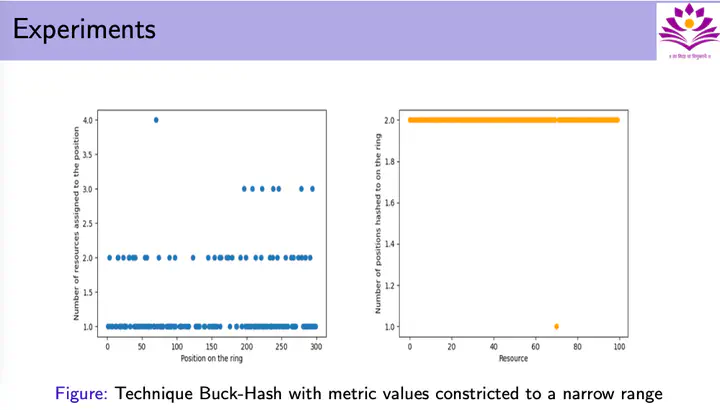 Experiments
॥ सा विद्या या विमुक्तये ॥
Number of resources assigned to the position
4.0
3.5
3.0
2.5
2.0
1.5
1.0
0 50 100 150 200 250 300
Position on the ring
Number of positions hashed to on the ring
2.0
1.8
1.6
1.4
1.2
1.0
0 20 40 60 80 100
Resource
Figure: Technique Buck-Hash with metric values constricted to a narrow range